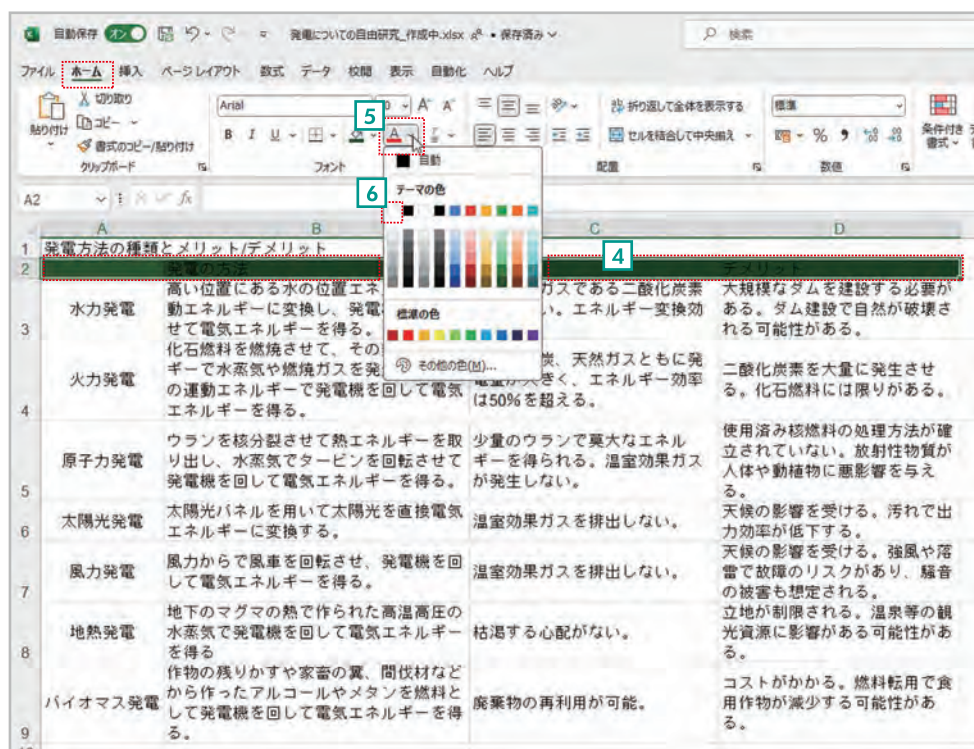 自動保存 オン 発電についての自由研究_作成中.xlsx • 保存済み 検索
ファイル ホーム 挿入 ページ レイアウト 数式 データ 校閲 表示 自動化 ヘルプ
貼り付け
切り取り
コピー
書式のコピー/貼り付け
クリップボード
Arial
5
B I U
A
フォント
折り返して全体を表示する
セルを結合して中央揃え
配置
標準
% 9
数値
条件付き
書式
自動
6
テーマの色
標準の色
その他の色(M)...
A2 fx
A B C D
1 発電方法の種類とメリット/デメリット
4
2 発電の方法 デメリット
3
水力発電
高い位置にある水の位置エネ
動エネルギーに変換し、発電
せて電気エネルギーを得る。
ガスである二酸化炭素
い。エネルギー変換効
大規模なダムを建設する必要が
ある。ダム建設で自然が破壊さ
れる可能性がある。
4
火力発電
化石燃料を燃焼させて、その
ギーで水蒸気や燃焼ガスを発
の運動エネルギーで発電機を回して電気
エネルギーを得る。
炭、天然ガスともに発
きく、エネルギー効率
は50%を超える。
二酸化炭素を大量に発生させ
る。化石燃料には限りがある。
5
原子力発電
ウランを核分裂させて熱エネルギーを取
り出し、水蒸気でタービンを回転させて
発電機を回して電気エネルギーを得る。
少量のウランで莫大なエネル
ギーを得られる。温室効果ガス
が発生しない。
使用済み核燃料の処理方法が確
立されていない。放射性物質が
人体や動植物に悪影響を与え
る。
6
太陽光発電
太陽光パネルを用いて太陽光を直接電気
エネルギーに変換する。
温室効果ガスを排出しない。
天候の影響を受ける。汚れで出
力効率が低下する。
7
風力発電
風力からで風車を回転させ、発電機を回
して電気エネルギーを得る。
温室効果ガスを排出しない。
天候の影響を受ける。強風や落
雷で故障のリスクがあり、騒音
の被害も想定される。
8
地熱発電
地下のマグマの熱で作られた高温高圧の
水蒸気で発電機を回して電気エネルギー
を得る
枯渇する心配がない。
立地が制限される。温泉等の観
光資源に影響がある可能性があ
る。
9
バイオマス発電
作物の残りかすや家畜の糞、間伐材など
から作ったアルコールやメタンを燃料と
して発電機を回して電気エネルギーを得
る。
廃棄物の再利用が可能。
コストがかかる。燃料転用で食
用作物が減少する可能性があ
る。